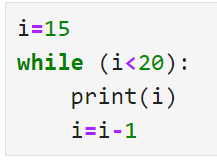 i=15
while (i<20):
    print(i)
    i=i-1